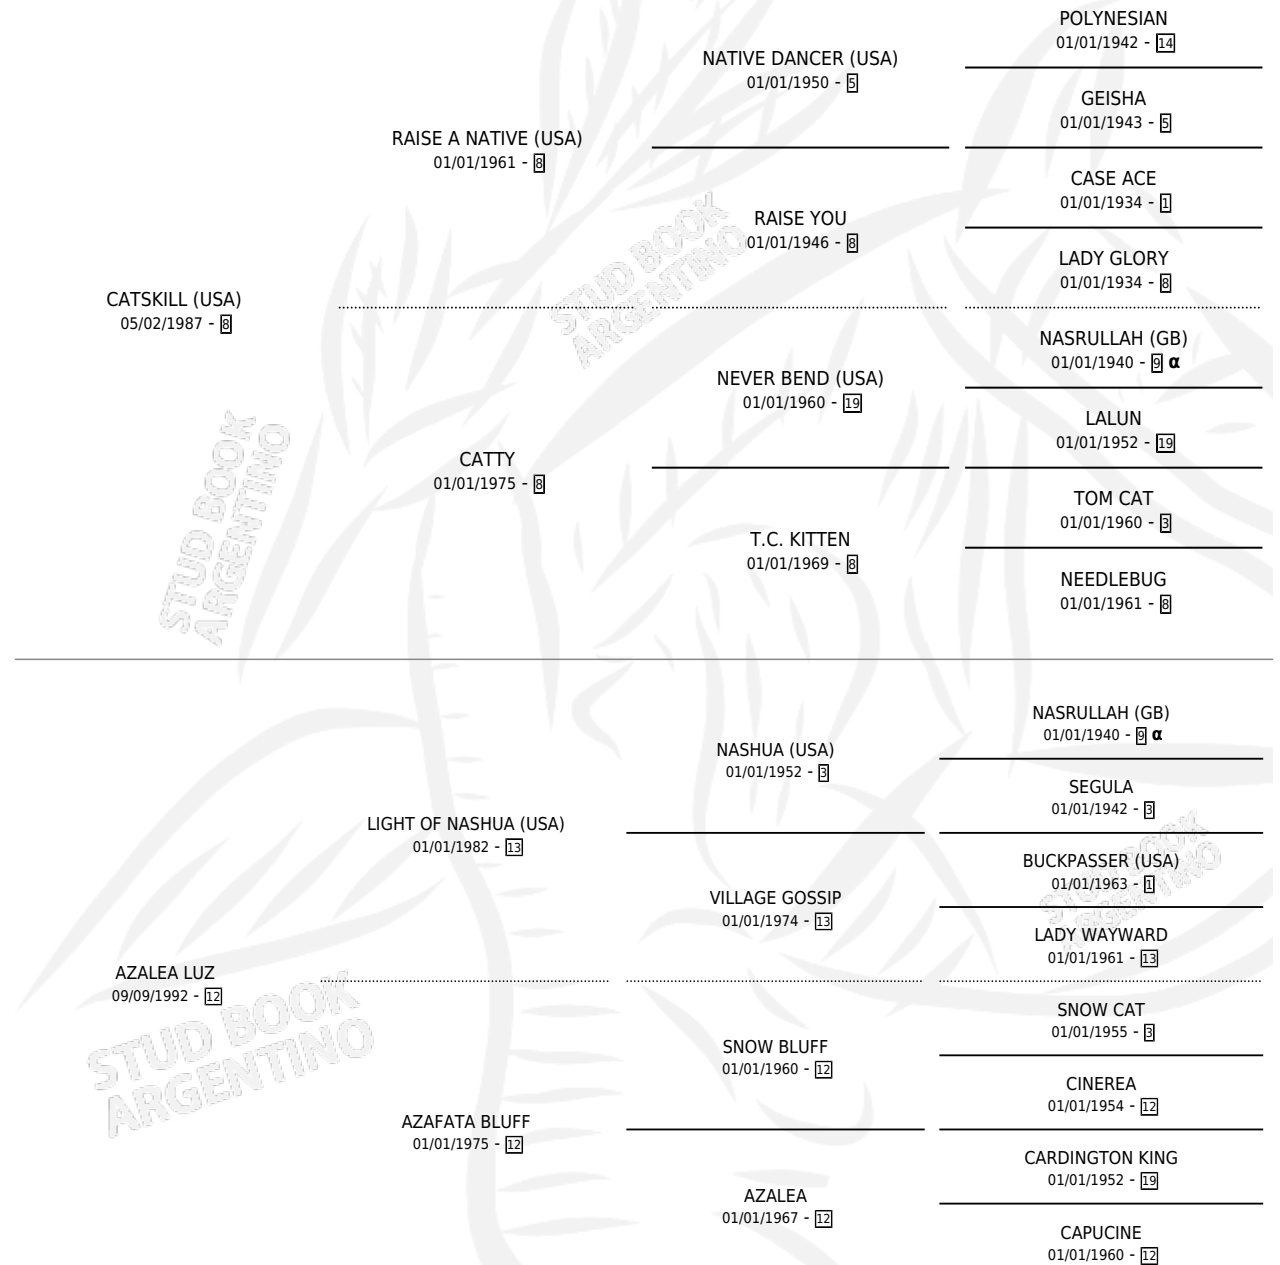 POLYNESIAN
01/01/1942 - 14
NATIVE DANCER (USA)
01/01/1950 - 5
GEISHA
01/01/1943 - 5
RAISE A NATIVE (USA)
01/01/1961 - 8
CASE ACE
01/01/1934 - 1
RAISE YOU
01/01/1946 - 8
LADY GLORY
01/01/1934 - 8
CATSKILL (USA)
05/02/1987 - 8
NASRULLAH (GB)
01/01/1940 - 9 α
NEVER BEND (USA)
01/01/1960 - 19
LALUN
01/01/1952 - 19
CATTY
01/01/1975 - 8
TOM CAT
01/01/1960 - 3
T.C. KITTEN
01/01/1969 - 8
NEEDLEBUG
01/01/1961 - 8
NASRULLAH (GB)
01/01/1940 - 9 α
NASHUA (USA)
01/01/1952 - 3
SEGULA
01/01/1942 - 3
LIGHT OF NASHUA (USA)
01/01/1982 - 13
BUCKPASSER (USA)
01/01/1963 - 1
VILLAGE GOSSIP
01/01/1974 - 13
LADY WAYWARD
01/01/1961 - 13
AZALEA LUZ
09/09/1992 - 12
SNOW CAT
01/01/1955 - 3
SNOW BLUFF
01/01/1960 - 12
CINEREA
01/01/1954 - 12
AZAFATA BLUFF
01/01/1975 - 12
CARDINGTON KING
01/01/1952 - 19
AZALEA
01/01/1967 - 12
CAPUCINE
01/01/1960 - 12
STUD BOOK
ARGENTINO
STUD BOOK
ARGENTINO
STUD BOOK
ARGENTINO
STUD BOOK
ARGENTINO